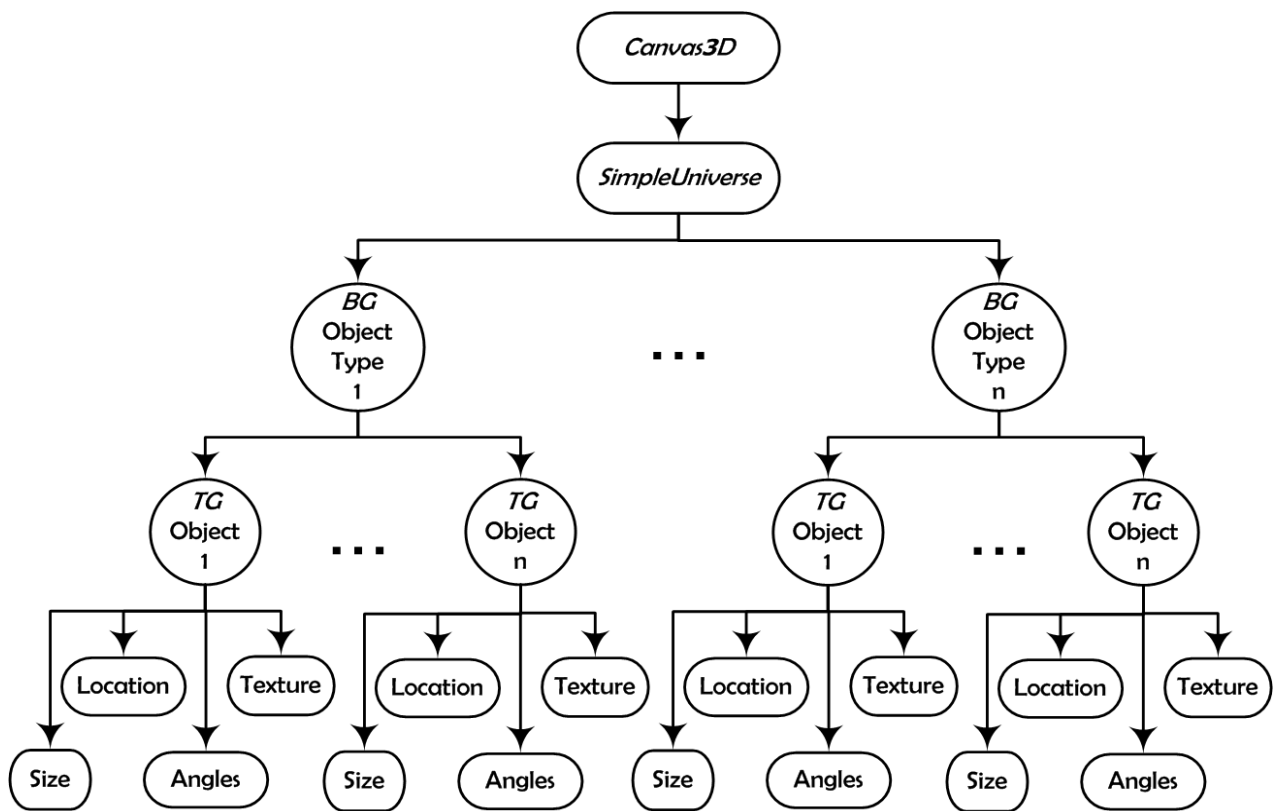 Canvas3D
SimpleUniverse
BG
Object
Type
1
...
BG
Object
Type
n
TG
Object
1
...
TG
Object
n
TG
Object
1
...
TG
Object
n
Location
Texture
Location
Texture
Location
Texture
Location
Texture
Size
Angles
Size
Angles
Size
Angles
Size
Angles